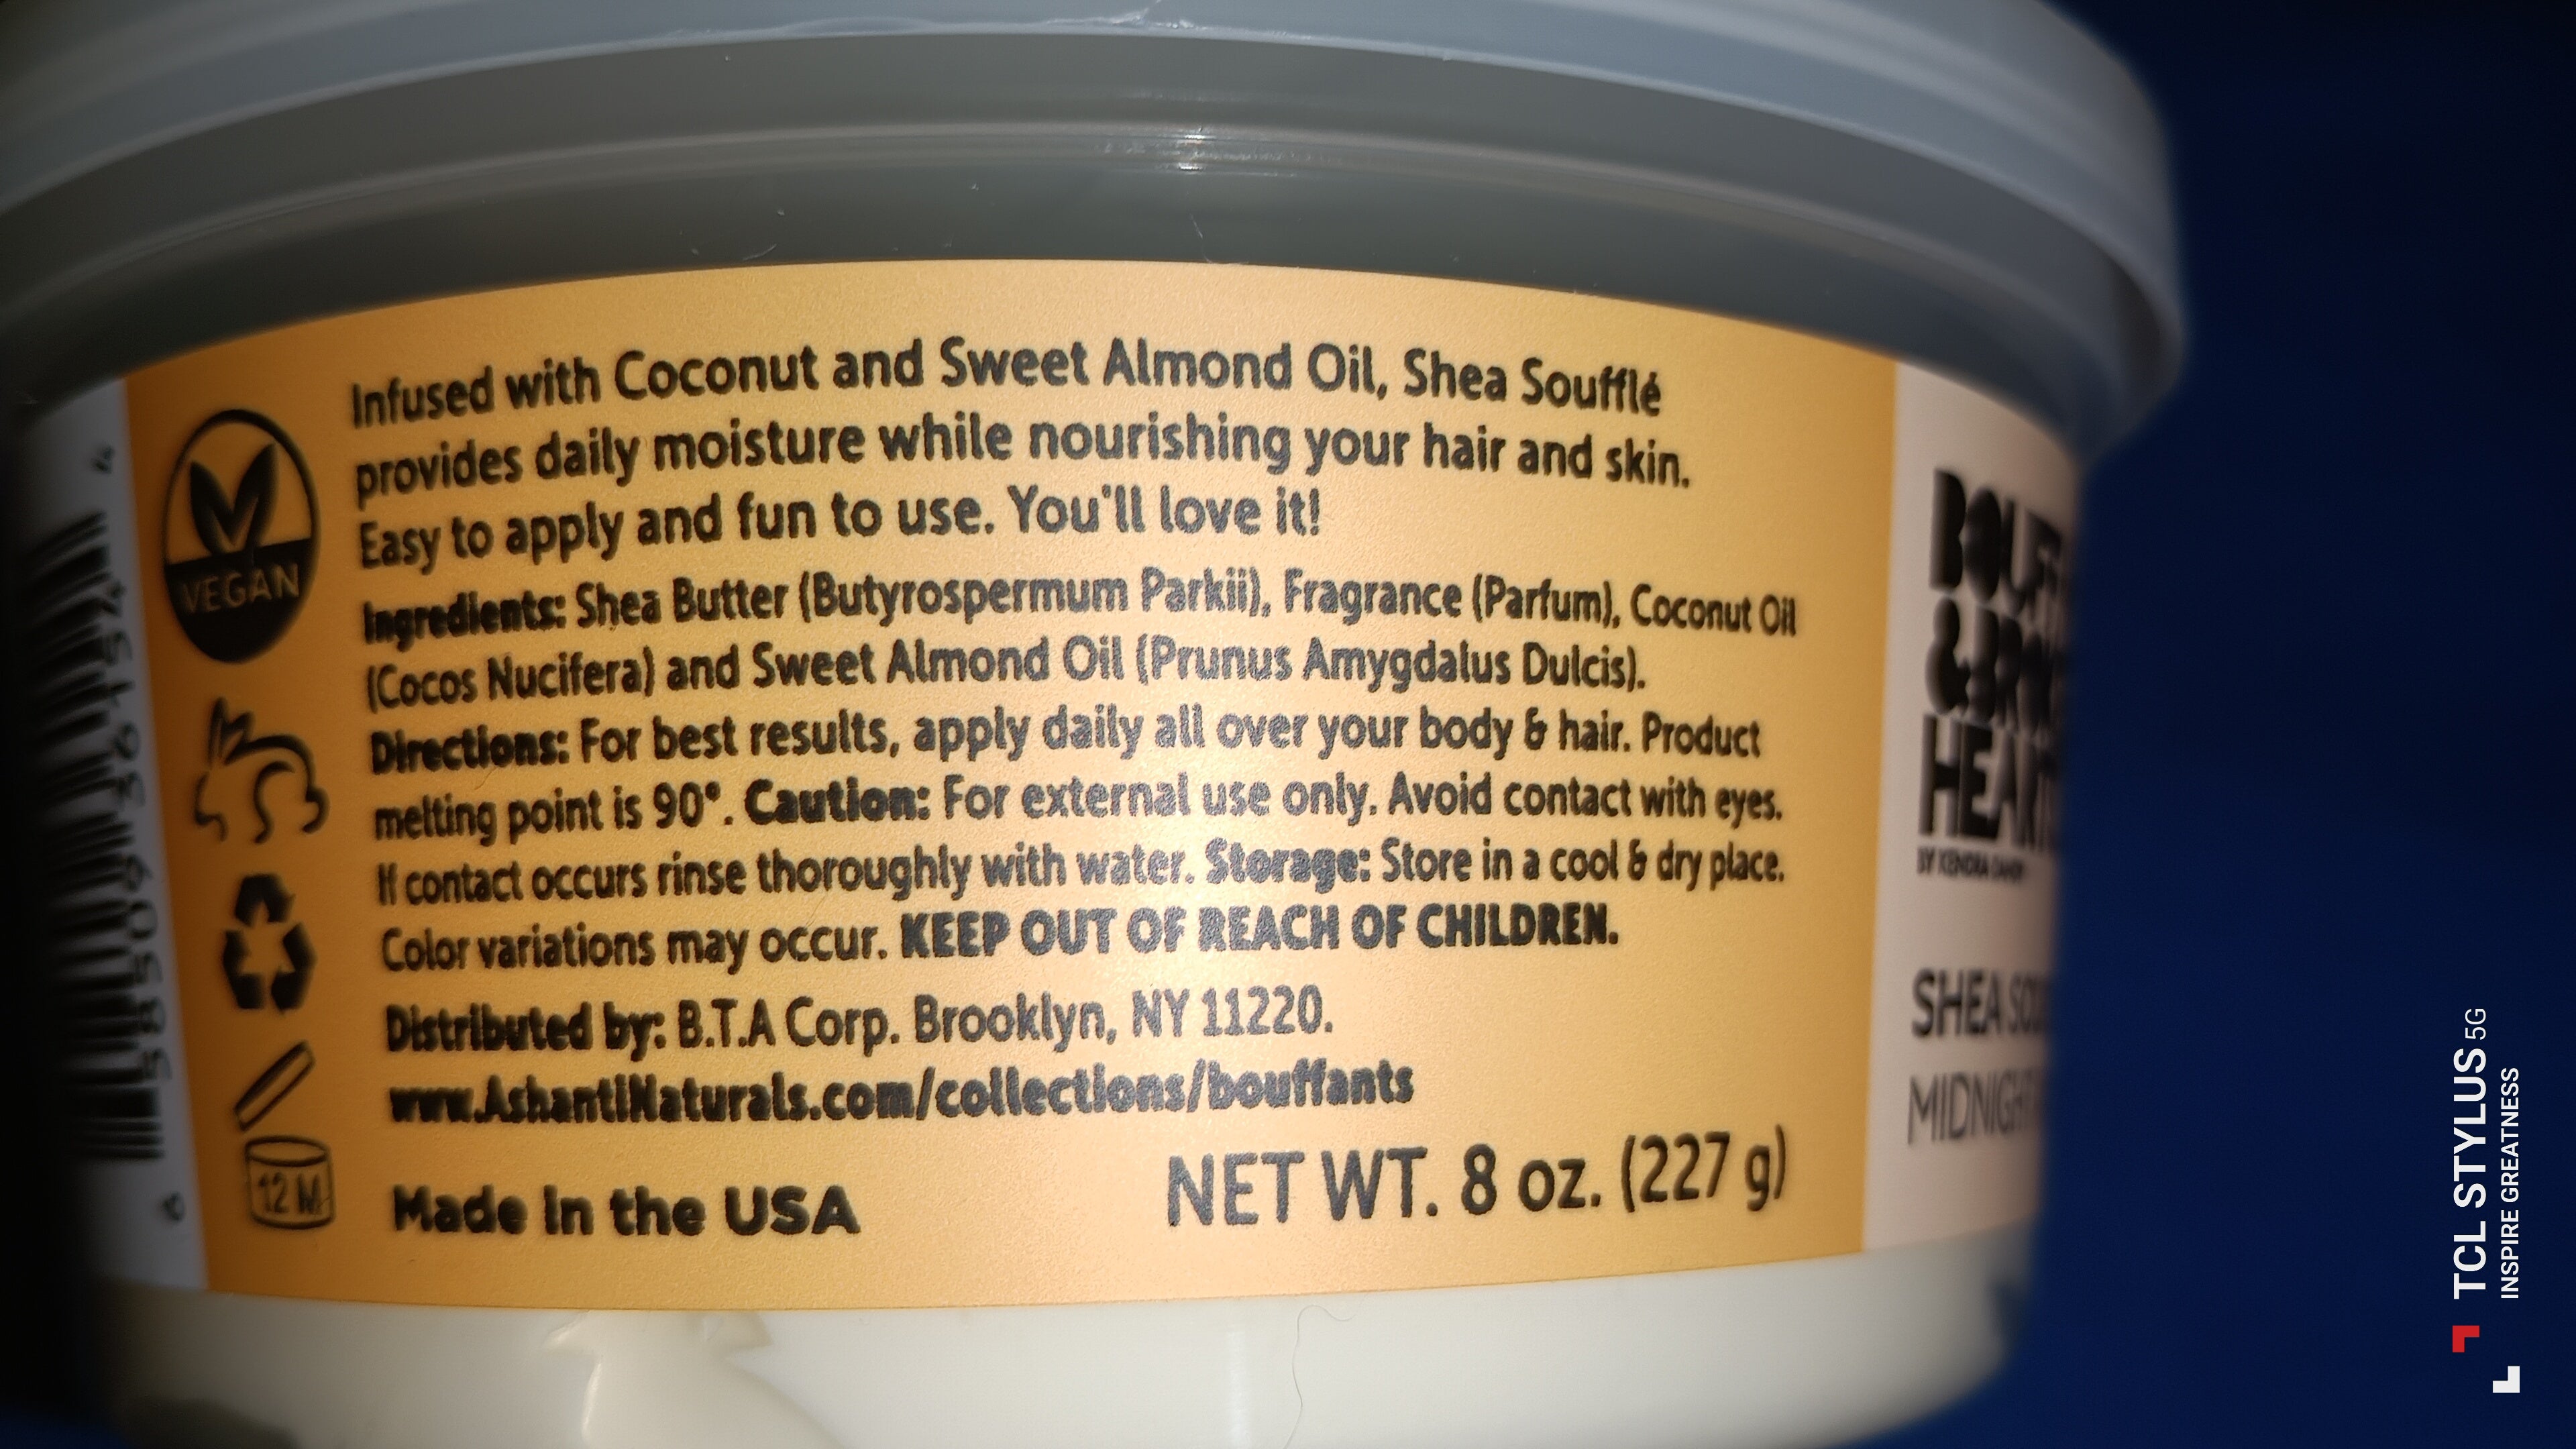 Infused with Coconut and Sweet Almond Oil, Shea Soufflé
provides daily moisture while nourishing your hair and skin.
Easy to apply and fun to use. You'll love it!
Ingredients: Shea Butter (Butyrospermum Parkii), Fragrance (Parfum), Coconut Oil
(Cocos Nucifera) and Sweet Almond Oil (Prunus Amygdalus Dulcis).
Directions: For best results, apply daily all over your body & hair. Product
melting point is 90°. Caution: For external use only. Avoid contact with eyes.
If contact occurs rinse thoroughly with water. Storage: Store in a cool & dry place.
Color variations may occur. KEEP OUT OF REACH OF CHILDREN.
Distributed by: B.T.A Corp. Brooklyn, NY 11220.
www.AshantiNaturals.com/collections/bouffants
Made in the USA
NET WT. 8 oz. (227 g)
VEGAN
12 M
&
HEART
BY KENDRA
SHEA
TCL STYLUS 5G
INSPIRE GREATNESS